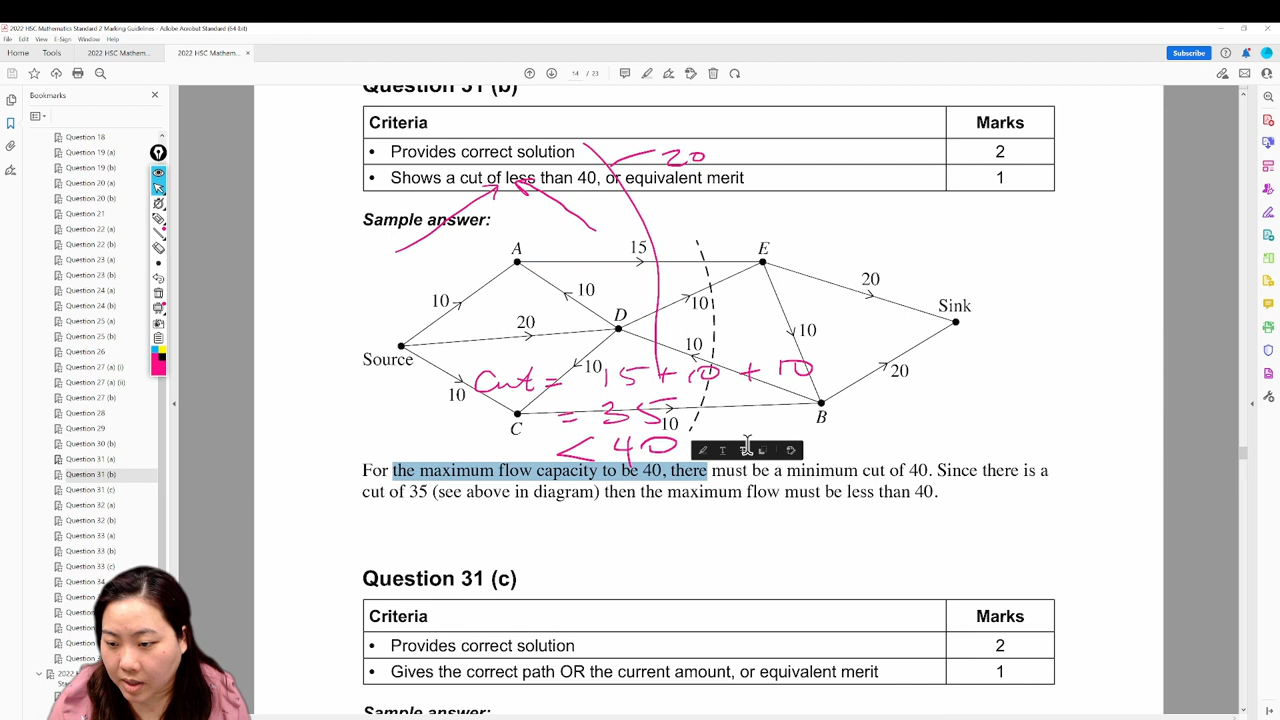 2022 HSC Mathematics Standard 2 Marking Guidelines - Adobe Acrobat Standard (64-bit)
File Edit View E-Sign Window Help
Home Tools 2022 HSC Mathem... 2022 HSC Mathem... ×
Subscribe
14 / 23
Bookmarks
Question 18
Question 19 (a)
Question 19 (b)
Question 20 (a)
Question 20 (b)
Question 21
Question 22 (a)
Question 22 (b)
Question 23 (a)
Question 23 (b)
Question 24 (a)
Question 24 (b)
Question 25 (a)
Question 25 (b)
Question 26
Question 27 (a) (i)
Question 27 (a) (ii)
Question 27 (b)
Question 28
Question 29
Question 30 (a)
Question 30 (b)
Question 31 (a)
Question 31 (b)
Question 31 (c)
Question 32 (a)
Question 32 (b)
Question 33 (a)
Question 33 (b)
Question 33 (c)
Question 34
2022
Question 31 (b)
Criteria Marks
• Provides correct solution 2
20
• Shows a cut of less than 40, or equivalent merit 1
Sample answer:
A 15 E
10 10 10 20
20 D Sink
Source 10 10
10 10 20
C 10 B
Cut = 15 + 10 + 10
= 35
< 40
For the maximum flow capacity to be 40, there must be a minimum cut of 40. Since there is a
cut of 35 (see above in diagram) then the maximum flow must be less than 40.
Question 31 (c)
Criteria Marks
• Provides correct solution 2
• Gives the correct path OR the current amount, or equivalent merit 1
Sample answer: